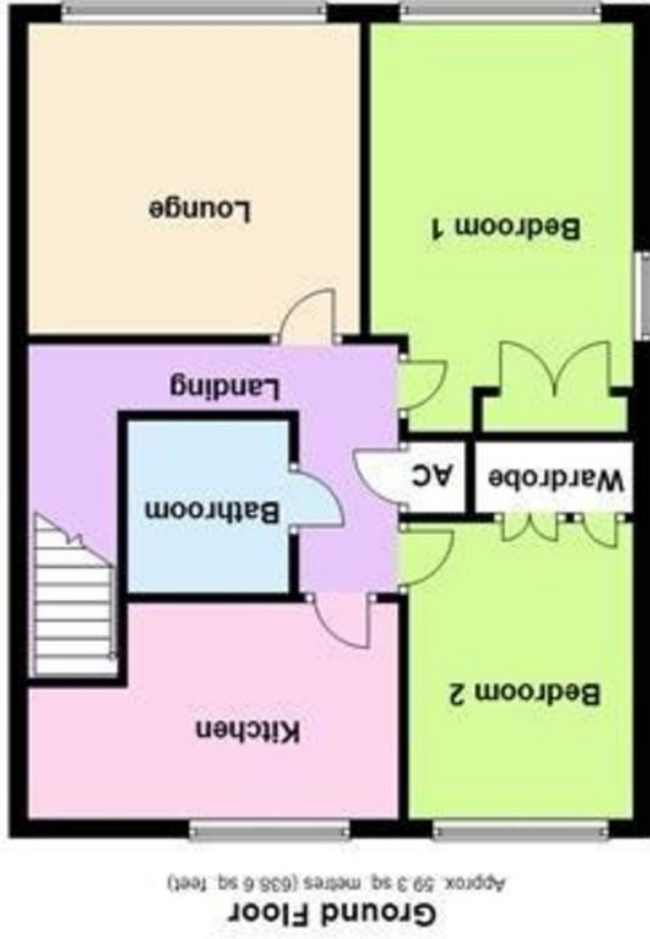 Ground Floor
Approx. 59.3 sq. metres (638.6 sq. feet)
Kitchen
Bedroom 2
Bathroom
AC
Wardrobe
Landing
Bedroom 1
Lounge